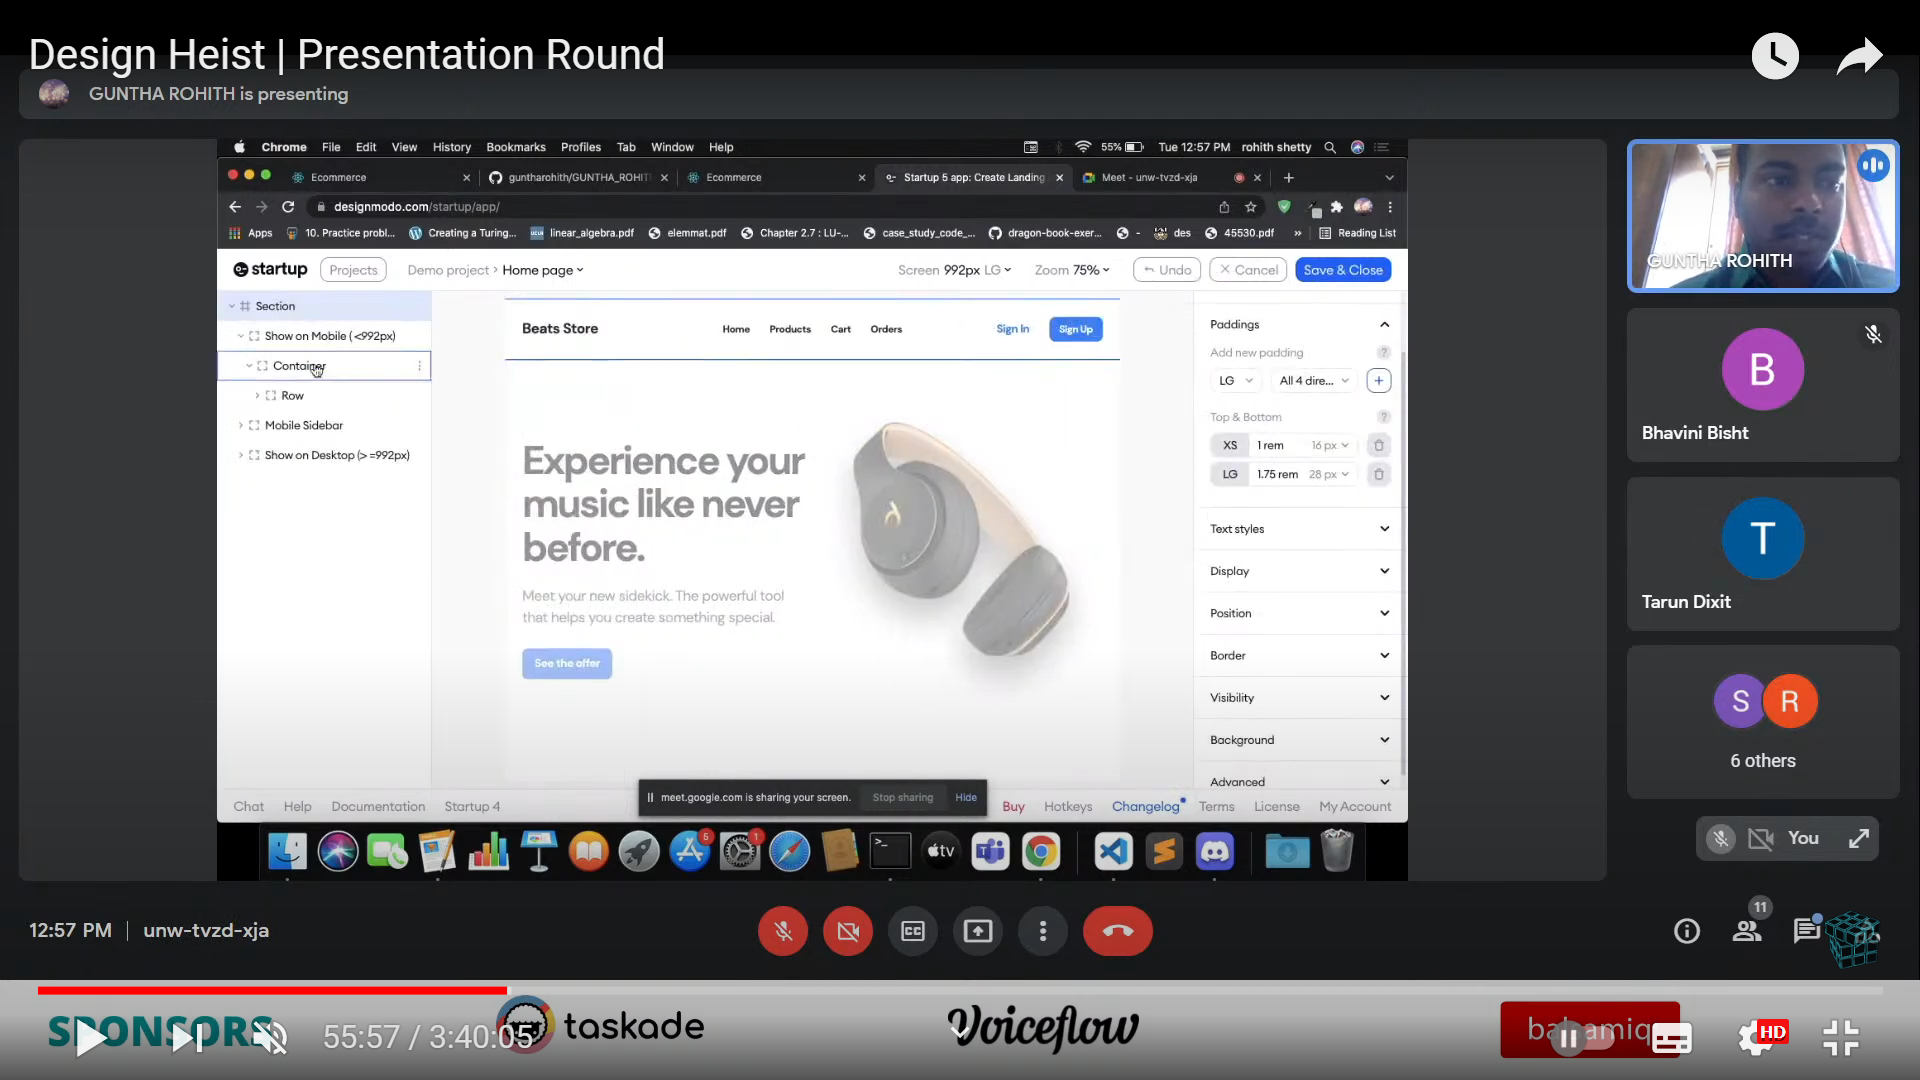 Design Heist | Presentation Round
GUNTHA ROHITH is presenting
Chrome File Edit View History Bookmarks Profiles Tab Window Help
55% Tue 12:57 PM rohith shetty
Ecommerce
guntharohith/GUNTHA_ROHIT
Ecommerce
Startup 5 app: Create Landing
Meet - unw-tvzd-xja
designmodo.com/startup/app/
Apps 10. Practice probl... Creating a Turing... linear_algebra.pdf elemmat.pdf Chapter 2.7 : LU-... case_study_code_... dragon-book-exer... - des 45530.pdf » Reading List
startup Projects Demo project > Home page
Screen 992px LG Zoom 75% Undo Cancel Save & Close
Section
Show on Mobile (<992px)
Container
Row
Mobile Sidebar
Show on Desktop (>=992px)
Beats Store Home Products Cart Orders Sign In Sign Up
Experience your
music like never
before.
Meet your new sidekick. The powerful tool
that helps you create something special.
See the offer
Paddings
Add new padding ?
LG All 4 dire... +
Top & Bottom ?
XS 1 rem 16 px
LG 1.75 rem 28 px
Text styles
Display
Position
Border
Visibility
Background
Advanced
Chat Help Documentation Startup 4
meet.google.com is sharing your screen. Stop sharing Hide
Buy Hotkeys Changelog Terms License My Account
5
1
tv
GUNTHA ROHITH
B
Bhavini Bisht
T
Tarun Dixit
S R
6 others
You
12:57 PM | unw-tvzd-xja
CC
11
SPONSORS
55:57 / 3:40:05
taskade
Voiceflow
HD